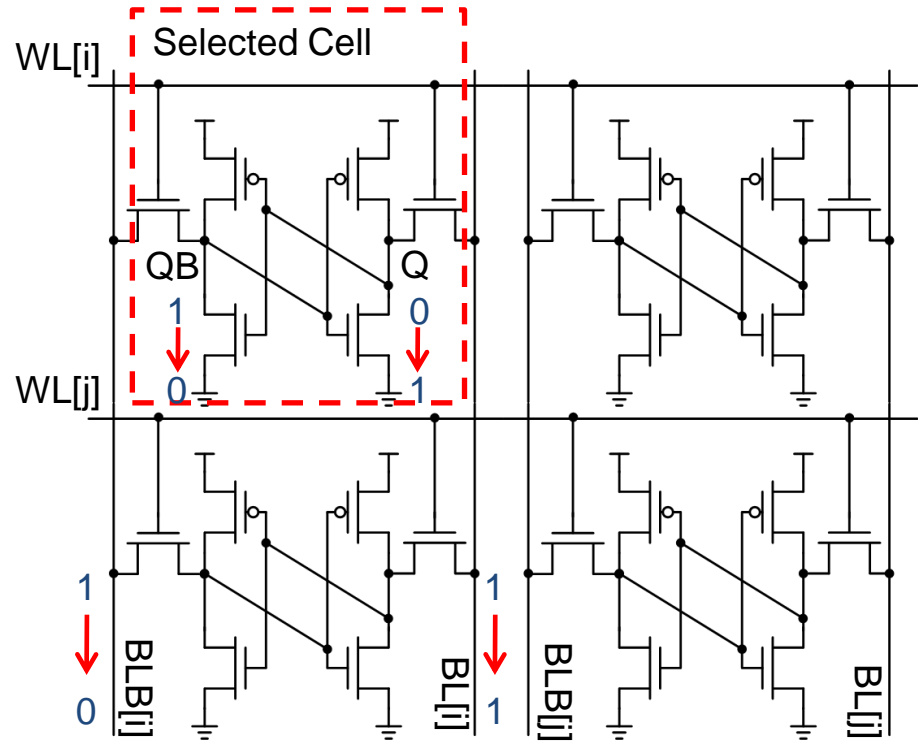 Selected Cell
WL[i]
QB
Q
1
0
0
1
WL[j]
1
1
0
1
BLB[i]
BL[i]
BLB[j]
BL[j]